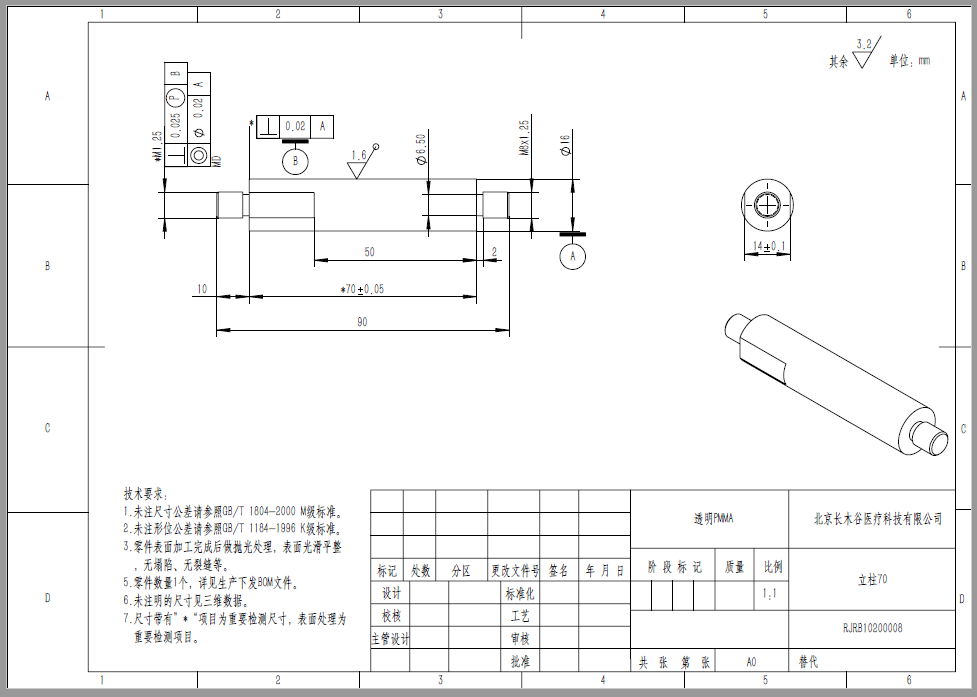 1 2 3 4 5 6
其余 3.2 单位：mm
A
A
⊥ 0.025 Ⓟ B
◎ Ø 0.02 A
*M1.25
MD
* ⊥ 0.02 A
B
1.6
Ø6.50
M8x1.25
Ø16
A
50
2
10
*70±0.05
90
14±0.1
B
B
C
C
D
D
技术要求：
1.未注尺寸公差请参照GB/T 1804-2000 M级标准。
2.未注形位公差请参照GB/T 1184-1996 K级标准。
3.零件表面加工完成后做抛光处理，表面光滑平整
，无塌陷、无裂缝等。
5.零件数量1个，详见生产下发BOM文件。
6.未注明的尺寸见三维数据。
7.尺寸带有"*"项目为重要检测尺寸，表面处理为
重要检测项目。
标记 处数 分区 更改文件号 签名 年 月 日
设计 标准化
校核 工艺
主管设计 审核
批准
透明PMMA
北京长木谷医疗科技有限公司
阶 段 标 记 质量 比例
1:1
立柱70
RJRB10200008
共 张 第 张 A0 替代
1 2 3 4 5 6